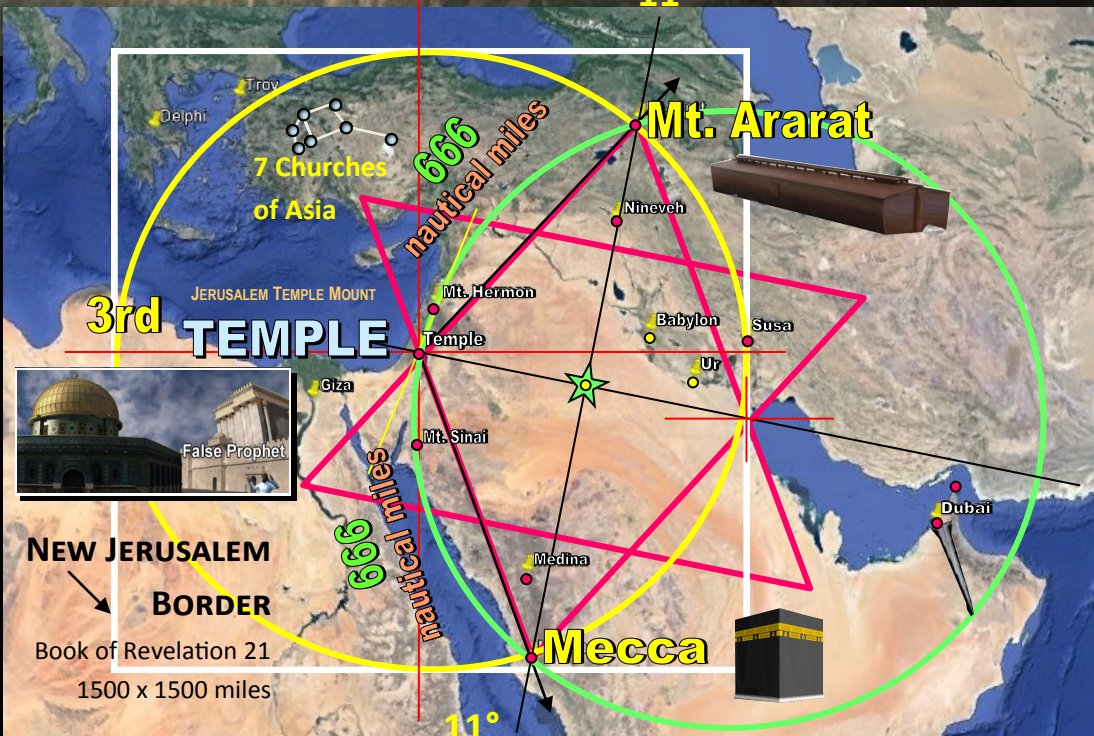 11
Troy
Delphi
666
nautical miles
Mt. Ararat
7 Churches
of Asia
Nineveh
JERUSALEM TEMPLE MOUNT
Mt. Hermon
3rd
TEMPLE
Temple
Babylon
Susa
Ur
Giza
False Prophet
Mt. Sinai
666
nautical miles
Dubai
NEW JERUSALEM
BORDER
Medina
Book of Revelation 21
1500 x 1500 miles
Mecca
11°